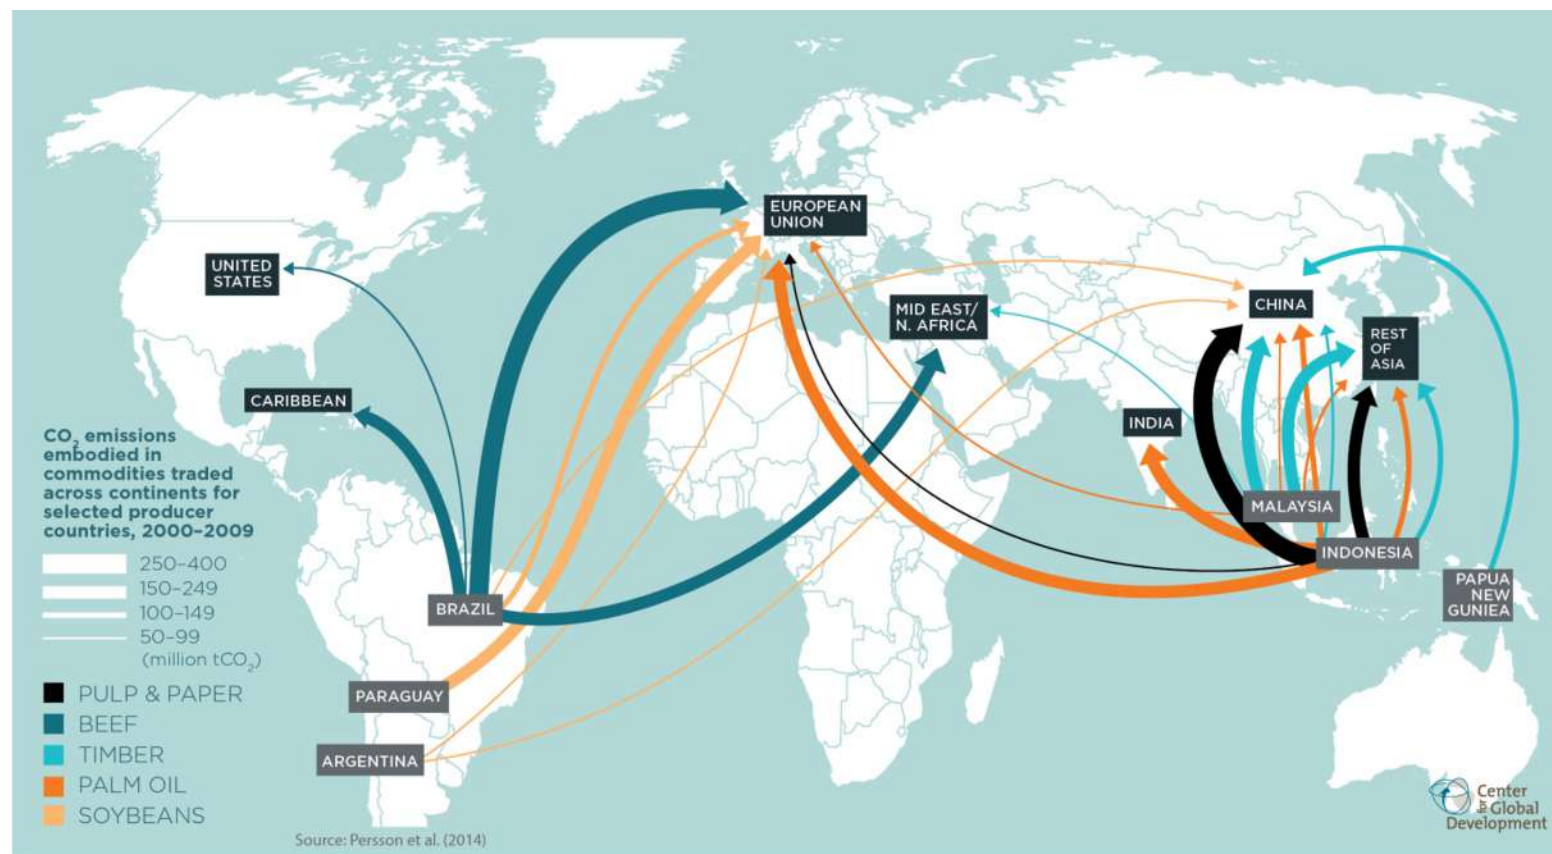 EUROPEAN
UNION
UNITED
STATES
CHINA
MID EAST/
N. AFRICA
REST
OF
ASIA
CARIBBEAN
INDIA
CO₂ emissions
embodied in
commodities traded
across continents for
selected producer
countries, 2000–2009
250–400
150–249
100–149
50–99
(million tCO₂)
MALAYSIA
INDONESIA
PAPUA
NEW
GUNIEA
BRAZIL
PARAGUAY
ARGENTINA
PULP & PAPER
BEEF
TIMBER
PALM OIL
SOYBEANS
Source: Persson et al. (2014)
Center
for Global
Development